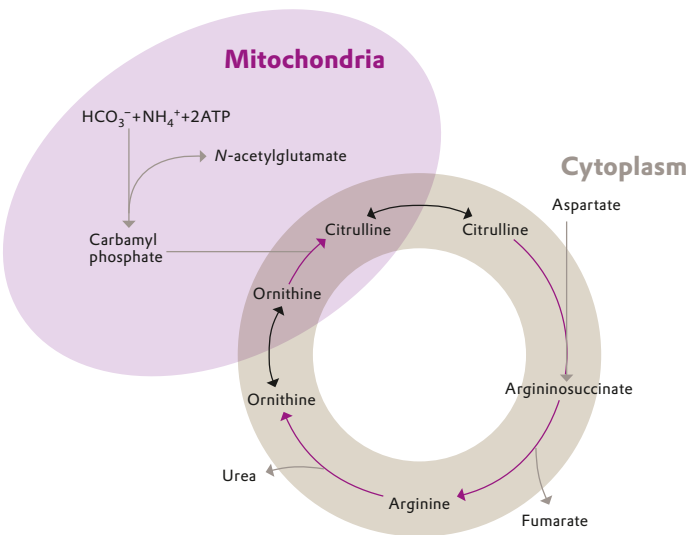 Mitochondria
HCO₃⁻+NH₄⁺+2ATP
N-acetylglutamate
Cytoplasm
Aspartate
Carbamyl
phosphate
Citrulline
Citrulline
Ornithine
Argininosuccinate
Ornithine
Urea
Arginine
Fumarate